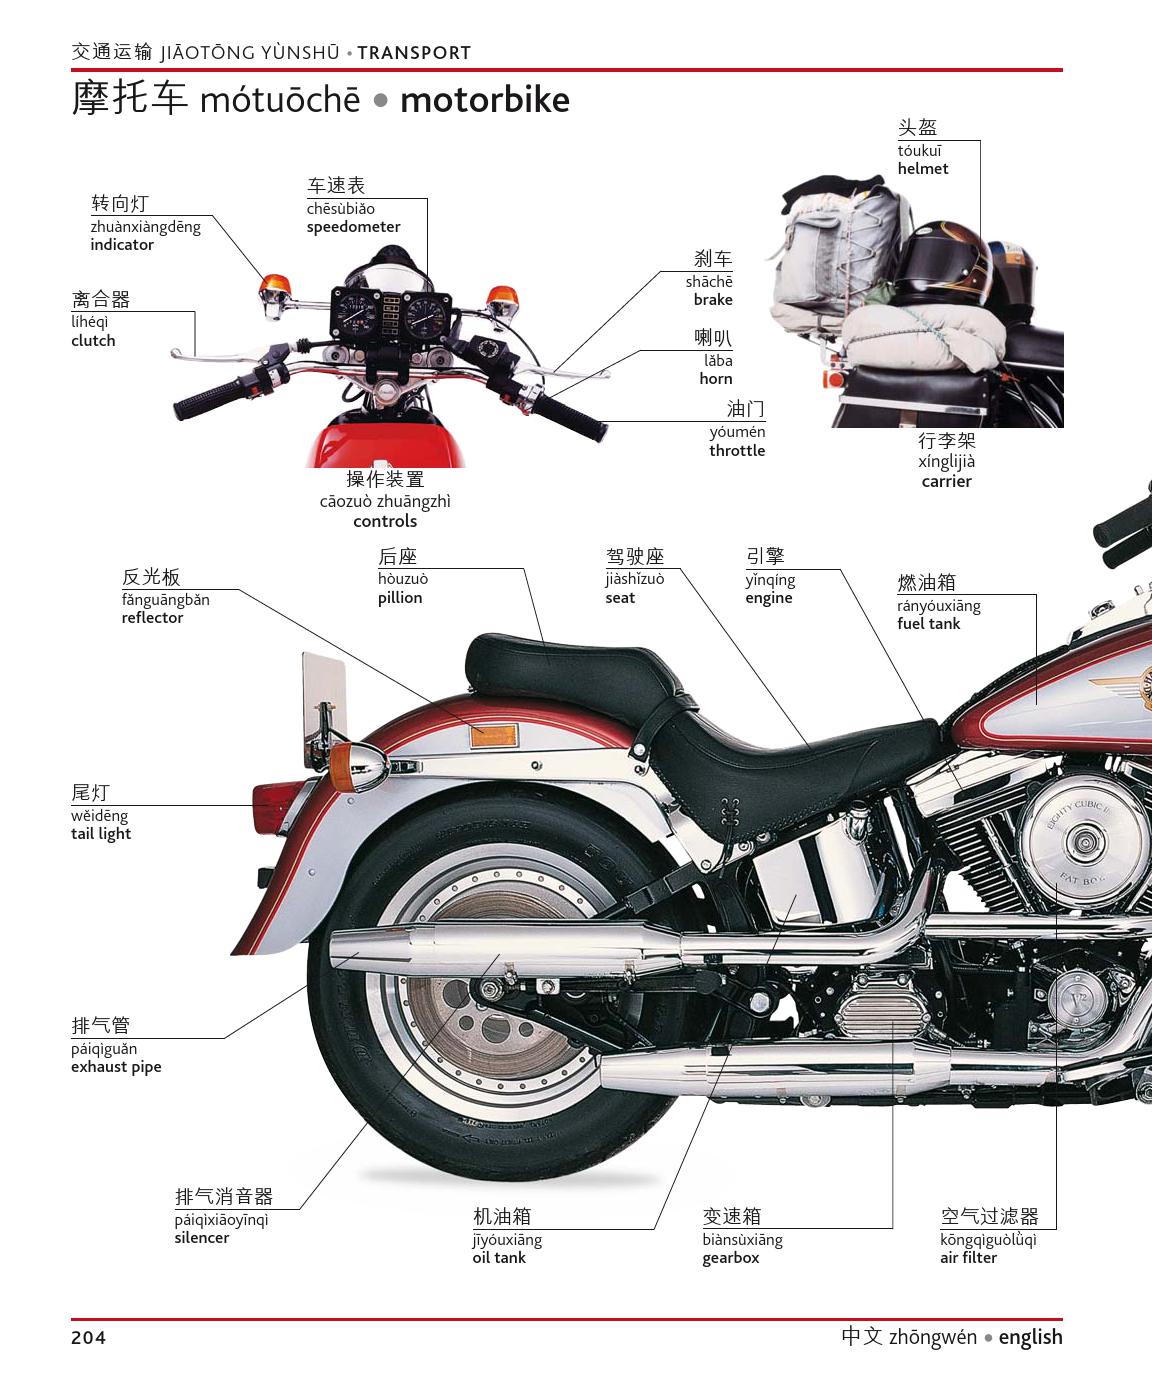 交通运输 JIĀOTŌNG YÙNSHŪ • TRANSPORT
摩托车 mótuōchē • motorbike
头盔
tóukuī
helmet
转向灯
zhuànxiàngdēng
indicator
车速表
chēsùbiǎo
speedometer
刹车
shāchē
brake
离合器
líhéqì
clutch
喇叭
lǎba
horn
油门
yóumén
throttle
操作装置
cāozuò zhuāngzhì
controls
行李架
xínglijià
carrier
反光板
fǎnguāngbǎn
reflector
后座
hòuzuò
pillion
驾驶座
jiàshǐzuò
seat
引擎
yǐnqíng
engine
燃油箱
rányóuxiāng
fuel tank
尾灯
wěidēng
tail light
EIGHTY CUBIC I
FAT BO
V²
排气管
páiqìguǎn
exhaust pipe
排气消音器
páiqìxiāoyīnqì
silencer
机油箱
jīyóuxiāng
oil tank
变速箱
biànsùxiāng
gearbox
空气过滤器
kōngqìguòlǜqì
air filter
204
中文 zhōngwén • english